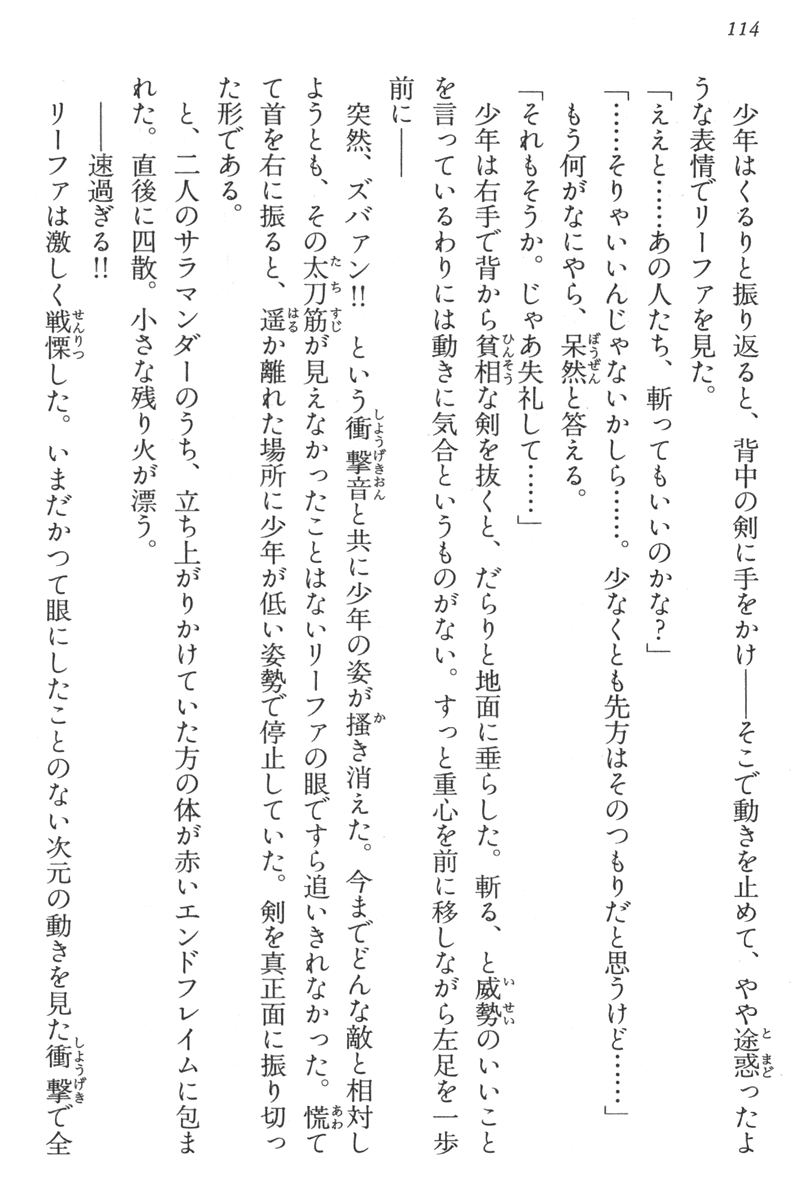 114
少年はくるりと振り返ると、背中の剣に手をかけ――そこで動きを止めて、やや途惑ったよ
うな表情でリーファを見た。
「ええと……あの人たち、斬ってもいいのかな?」
「……そりゃいいんじゃないかしら……。少なくとも先方はそのつもりだと思うけど……」
もう何がなにやら、呆然と答える。
「それもそうか。じゃあ失礼して……」
少年は右手で背から貧相な剣を抜くと、だらりと地面に垂らした。斬る、と威勢のいいこと
を言っているわりには動きに気合というものがない。すっと重心を前に移しながら左足を一歩
前に――
突然、ズバァン!! という衝撃音と共に少年の姿が掻き消えた。今までどんな敵と相対し
ようとも、その太刀筋が見えなかったことはないリーファの眼ですら追いきれなかった。慌て
て首を右に振ると、遥か離れた場所に少年が低い姿勢で停止していた。剣を真正面に振り切っ
た形である。
と、二人のサラマンダーのうち、立ち上がりかけていた方の体が赤いエンドフレイムに包ま
れた。直後に四散。小さな残り火が漂う。
――速過ぎる!!
リーファは激しく戦慄した。いまだかつて眼にしたことのない次元の動きを見た衝撃で全